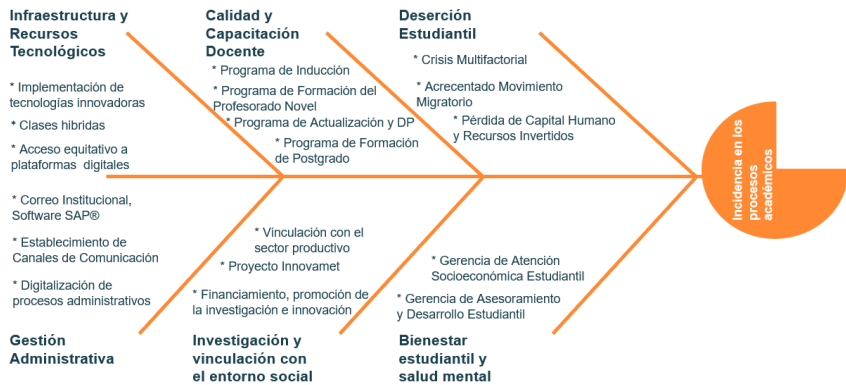 Infraestructura y
Recursos
Tecnológicos
* Implementación de
tecnologías innovadoras
* Clases hibridas
* Acceso equitativo a
plataformas digitales
Calidad y
Capacitación
Docente
* Programa de Inducción
* Programa de Formación del
Profesorado Novel
* Programa de Actualización y DP
* Programa de Formación
de Postgrado
Deserción
Estudiantil
* Crisis Multifactorial
* Acrecentado Movimiento
Migratorio
* Pérdida de Capital Humano
y Recursos Invertidos
Incidencia en los
procesos
académicos
* Correo Institucional,
Software SAP®
* Establecimiento de
Canales de Comunicación
* Digitalización de
procesos administrativos
Gestión
Administrativa
* Vinculación con el
sector productivo
* Proyecto Innovamet
* Financiamiento, promoción de
la investigación e innovación
Investigación y
vinculación con
el entorno social
* Gerencia de Atención
Socioeconómica Estudiantil
* Gerencia de Asesoramiento
y Desarrollo Estudiantil
Bienestar
estudiantil y
salud mental